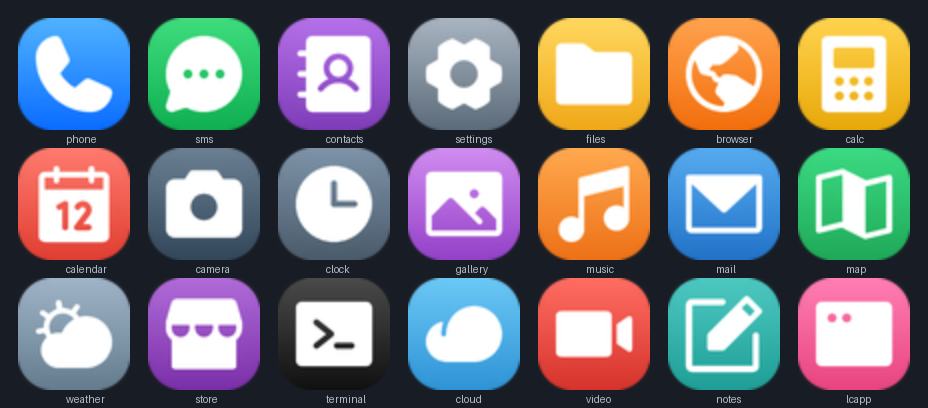 phone sms contacts settings files browser calc
12
calendar camera clock gallery music mail map
>_
weather store terminal cloud video notes lcapp